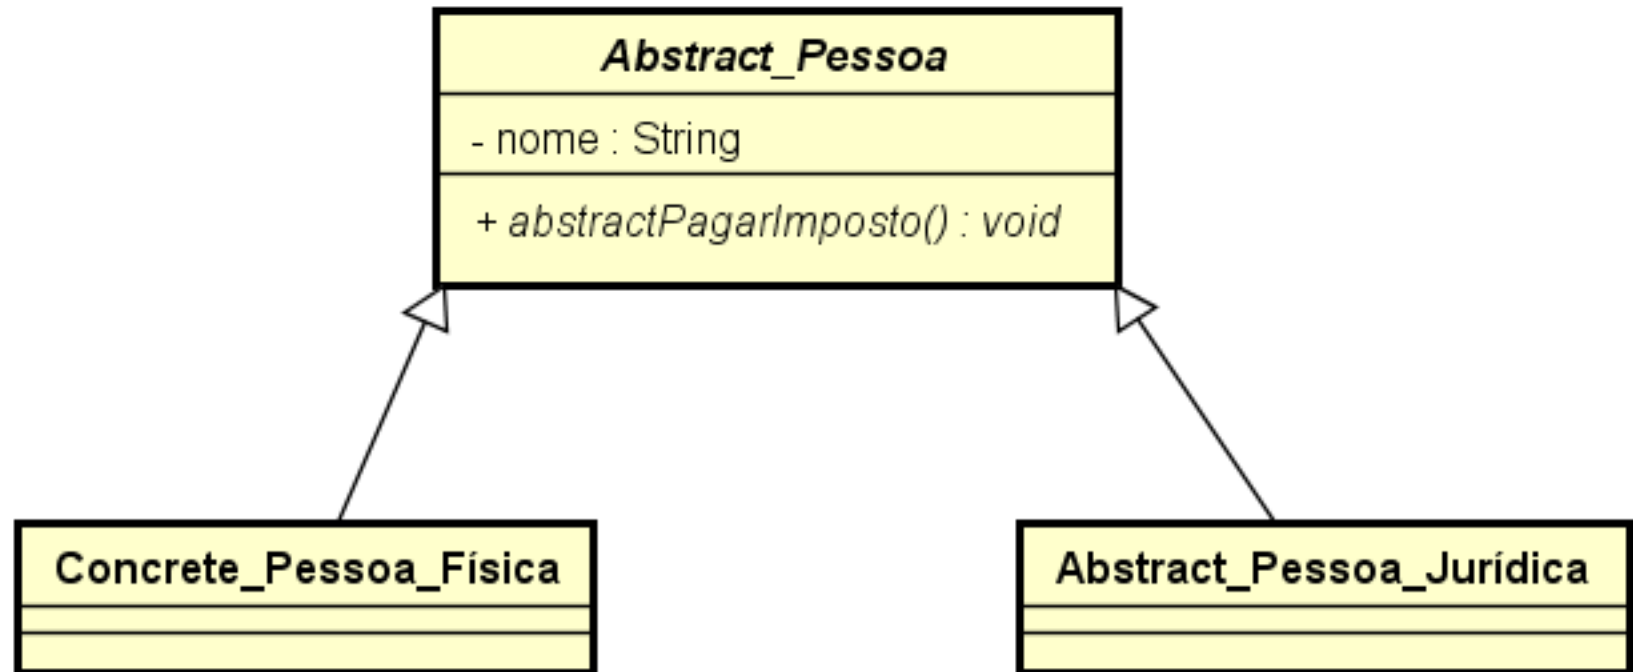 Abstract_Pessoa
- nome : String
+ abstractPagarImposto() : void
Concrete_Pessoa_Física
Abstract_Pessoa_Jurídica